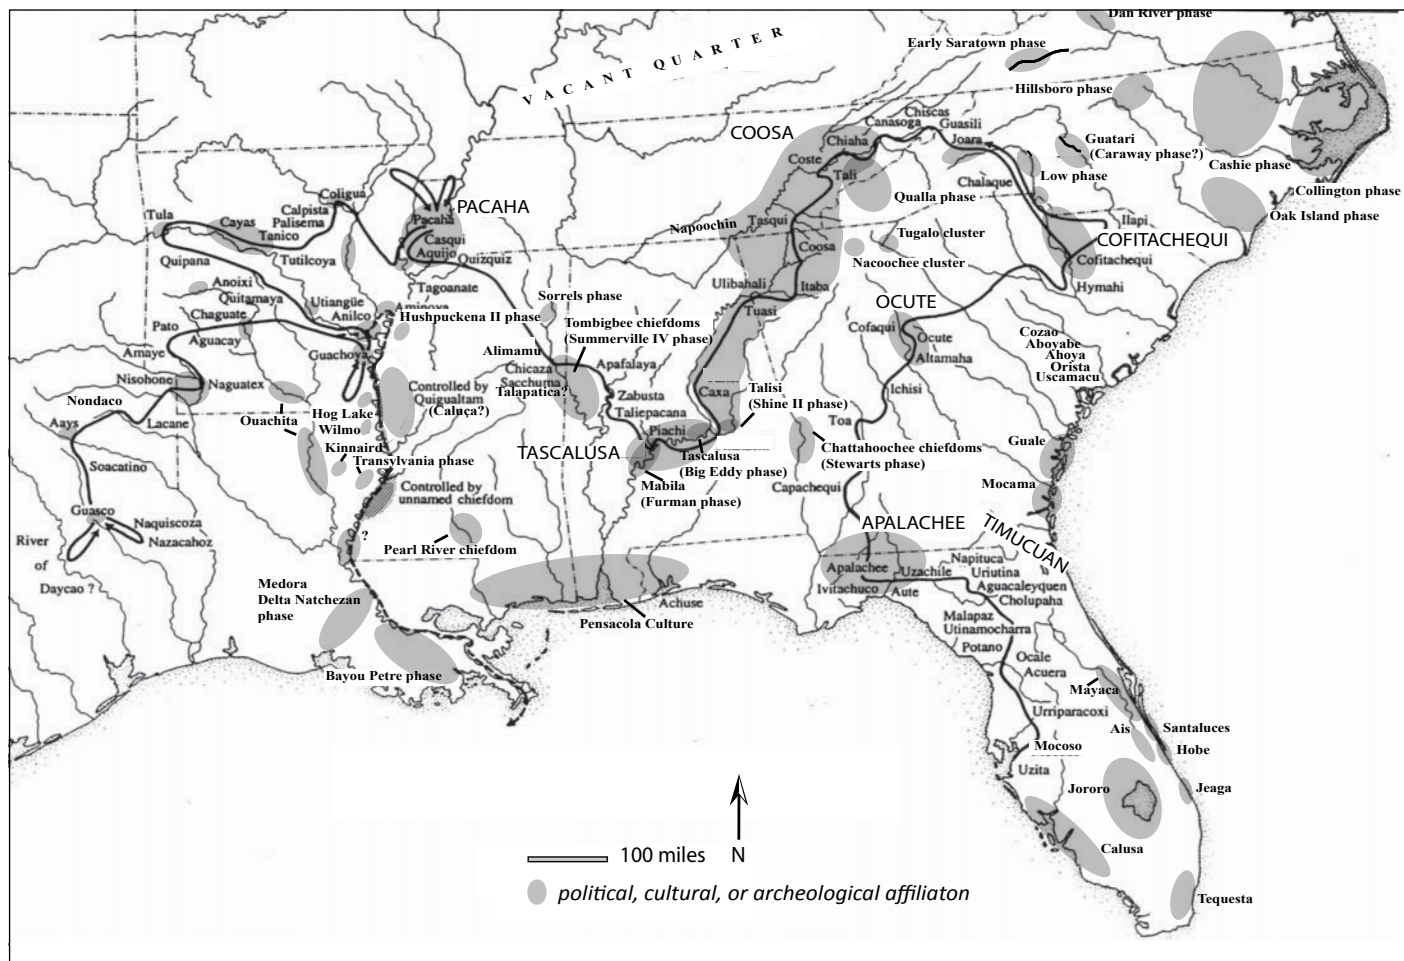 Dan River phase
Early Saratown phase
VACANT QUARTER
Hillsboro phase
COOSA
Chiscas
Canasoga
Guasili
Chiaha
Joara
Guatari
(Caraway phase?)
Cashie phase
Coste
Tali
Low phase
Chalaque
Collington phase
Coligua
PACAHA
Qualla phase
Oak Island phase
Tula
Cayas
Calpista
Palisema
Tanico
Pacaha
Tasqui
Napoochin
Ilapi
COFITACHEQUI
Casqui
Aquijo
Quizquiz
Coosa
Tugalo cluster
Nacoochee cluster
Cofitachequi
Quipana
Tutilcoya
Tagoanate
Ulibahali
Itaba
Hymahi
Anoixi
Quitamaya
Utiangüe
Anilco
Aminoya
Sorrels phase
Tuasi
OCUTE
Chaguate
Aguacay
Hushpuckena II phase
Tombigbee chiefdoms
(Summerville IV phase)
Pato
Cofaqui
Ocute
Altamaha
Cozao
Aboyabe
Ahoya
Orista
Uscamacu
Amaye
Guachoya
Alimamu
Chicaza
Sacchuma
Talapatica?
Apafalaya
Nisohone
Naguatex
Controlled by
Quigualtam
(Caluça?)
Caxa
Talisi
(Shine II phase)
Ichisi
Nondaco
Hog Lake
Wilmo
Zabusta
Taliepacana
Aays
Lacane
Ouachita
Piachi
Toa
Kinnaird
Transylvania phase
TASCALUSA
Tascalusa
(Big Eddy phase)
Chattahoochee chiefdoms
(Stewarts phase)
Guale
Soacatino
Controlled by
unnamed chiefdom
Mabila
(Furman phase)
Capachequi
Mocama
Guasco
Naquiscoza
Nazacahoz
APALACHEE
TIMUCUAN
River
of
Daycao ?
?
Pearl River chiefdom
Apalachee
Ivitachuco
Uzachile
Aute
Napituca
Uriutina
Aguacaleyquen
Cholupaha
Medora
Delta Natchezan
phase
Achuse
Pensacola Culture
Malapaz
Utinamocharra
Potano
Ocale
Acuera
Bayou Petre phase
Mayaca
Urriparacoxi
Ais
Santaluces
Hobe
Mocoso
Uzita
Jororo
Jeaga
Calusa
100 miles
N
political, cultural, or archeological affiliaton
Tequesta